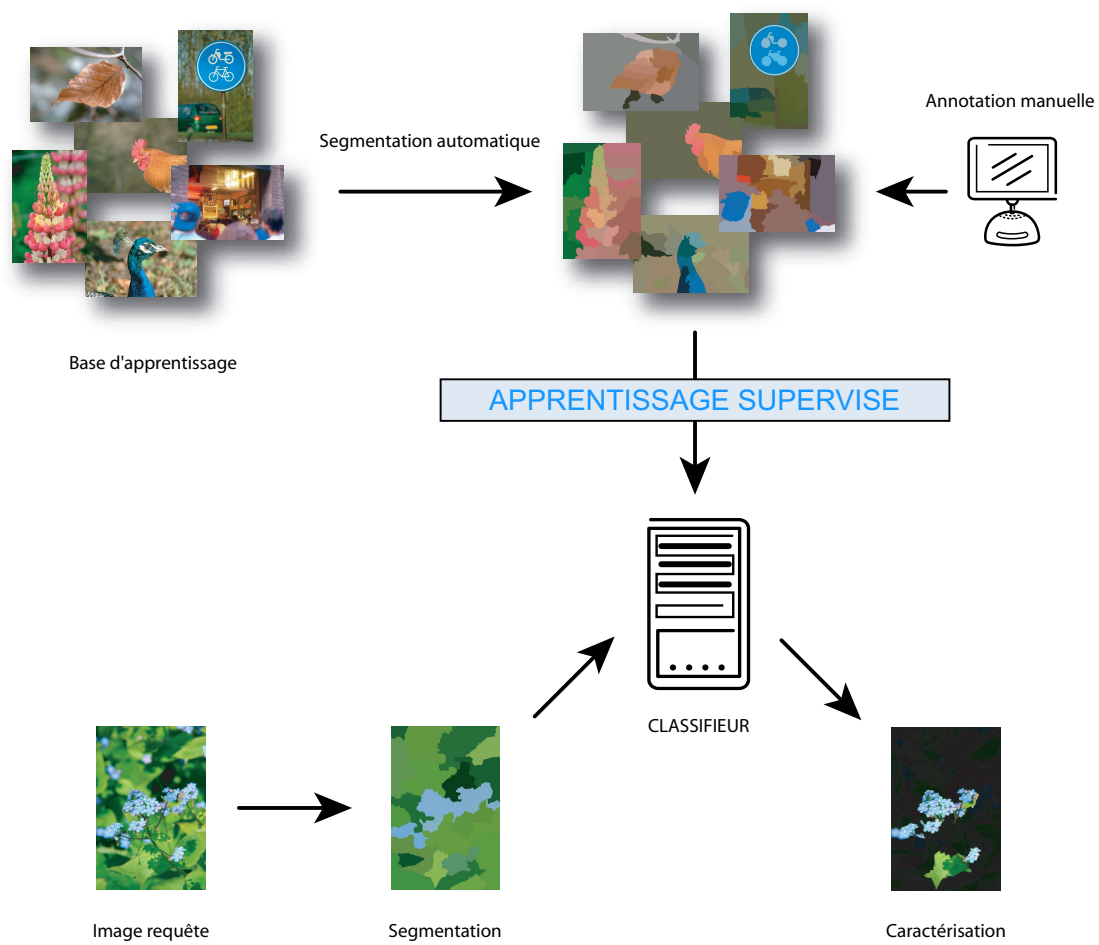 Annotation manuelle
Segmentation automatique
Base d'apprentissage
APPRENTISSAGE SUPERVISE
CLASSIFIEUR
Image requête
Segmentation
Caractérisation